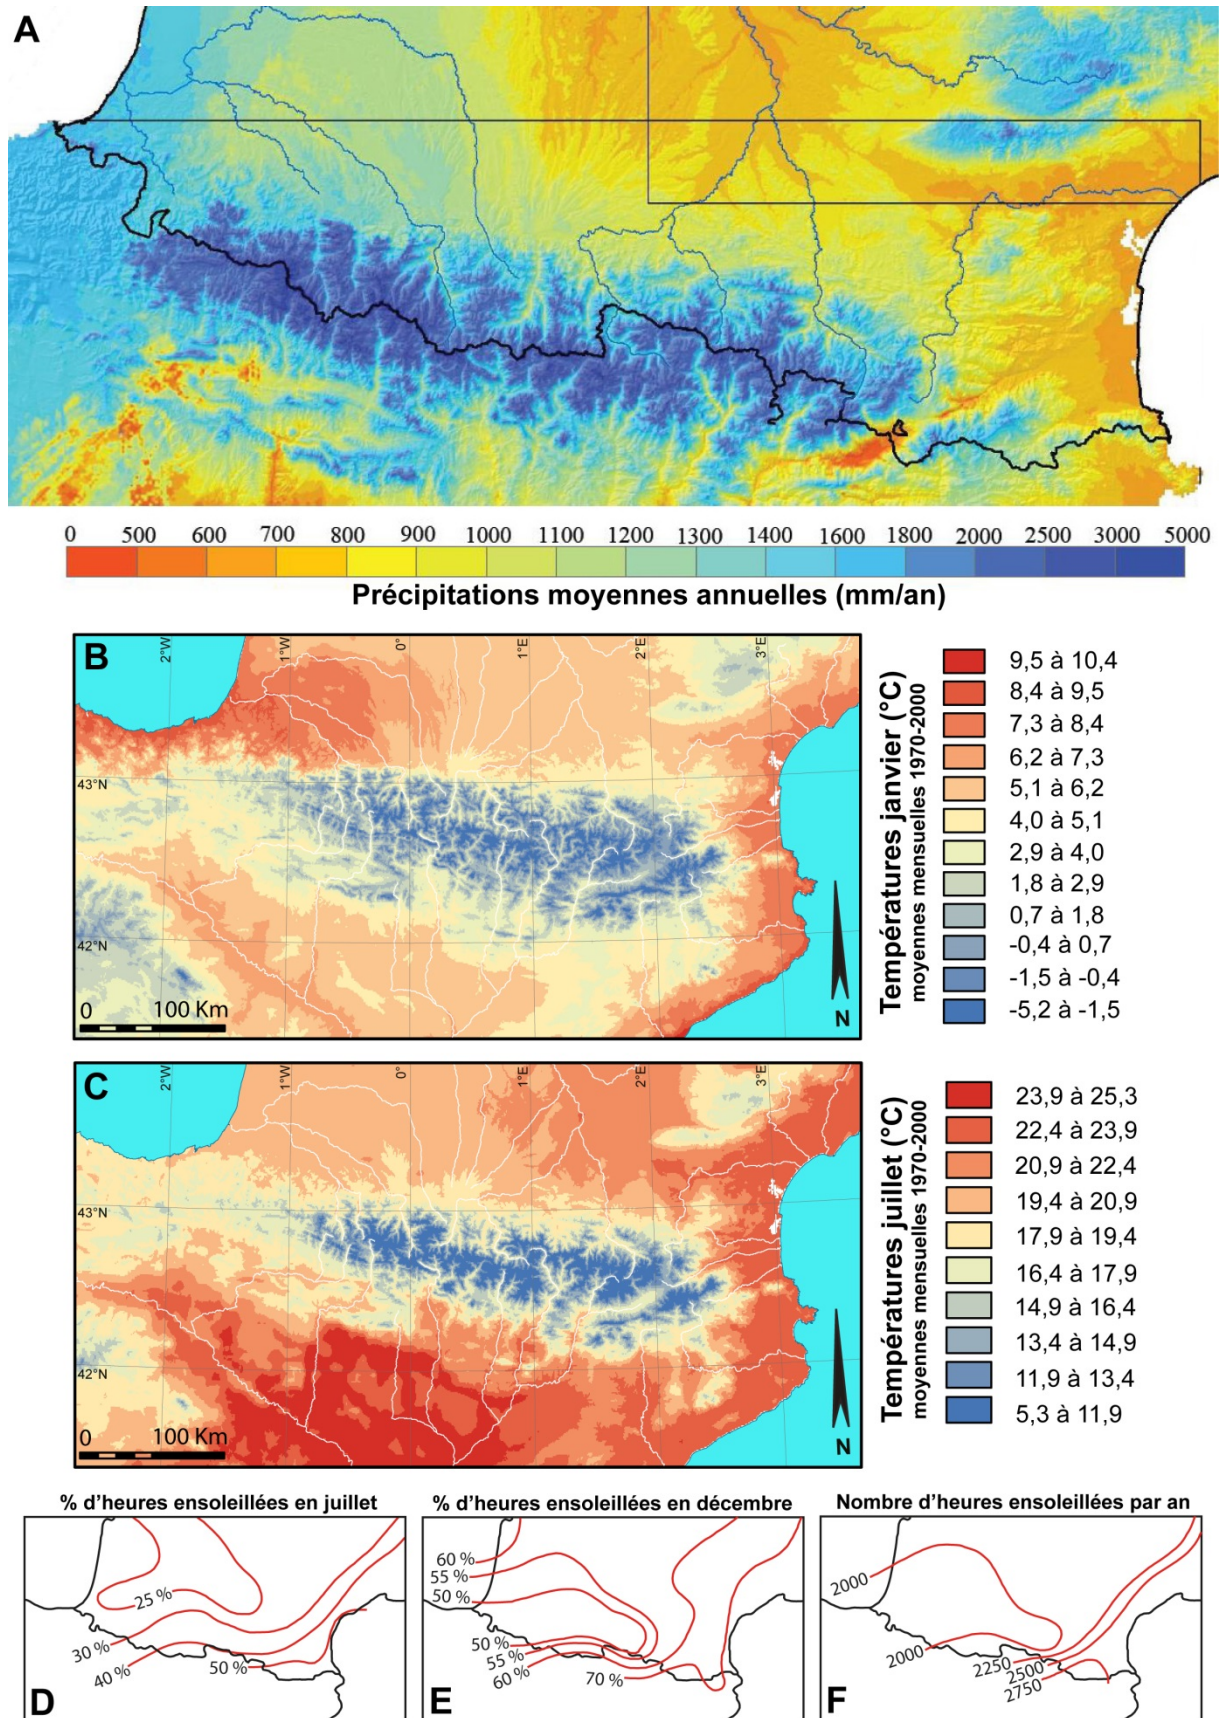 A
0 500 600 700 800 900 1000 1100 1200 1300 1400 1600 1800 2000 2500 3000 5000
Précipitations moyennes annuelles (mm/an)
B
2°W 1°W 0° 1°E 2°E 3°E
43°N
42°N
0 100 Km
N
Températures janvier (°C)
moyennes mensuelles 1970-2000
9,5 à 10,4
8,4 à 9,5
7,3 à 8,4
6,2 à 7,3
5,1 à 6,2
4,0 à 5,1
2,9 à 4,0
1,8 à 2,9
0,7 à 1,8
-0,4 à 0,7
-1,5 à -0,4
-5,2 à -1,5
C
2°W 1°W 0° 1°E 2°E 3°E
43°N
42°N
0 100 Km
N
Températures juillet (°C)
moyennes mensuelles 1970-2000
23,9 à 25,3
22,4 à 23,9
20,9 à 22,4
19,4 à 20,9
17,9 à 19,4
16,4 à 17,9
14,9 à 16,4
13,4 à 14,9
11,9 à 13,4
5,3 à 11,9
% d'heures ensoleillées en juillet
25 %
30 %
40 %
50 %
D
% d'heures ensoleillées en décembre
60 %
55 %
50 %
50 %
55 %
60 %
70 %
E
Nombre d'heures ensoleillées par an
2000
2000
2250
2500
2750
F